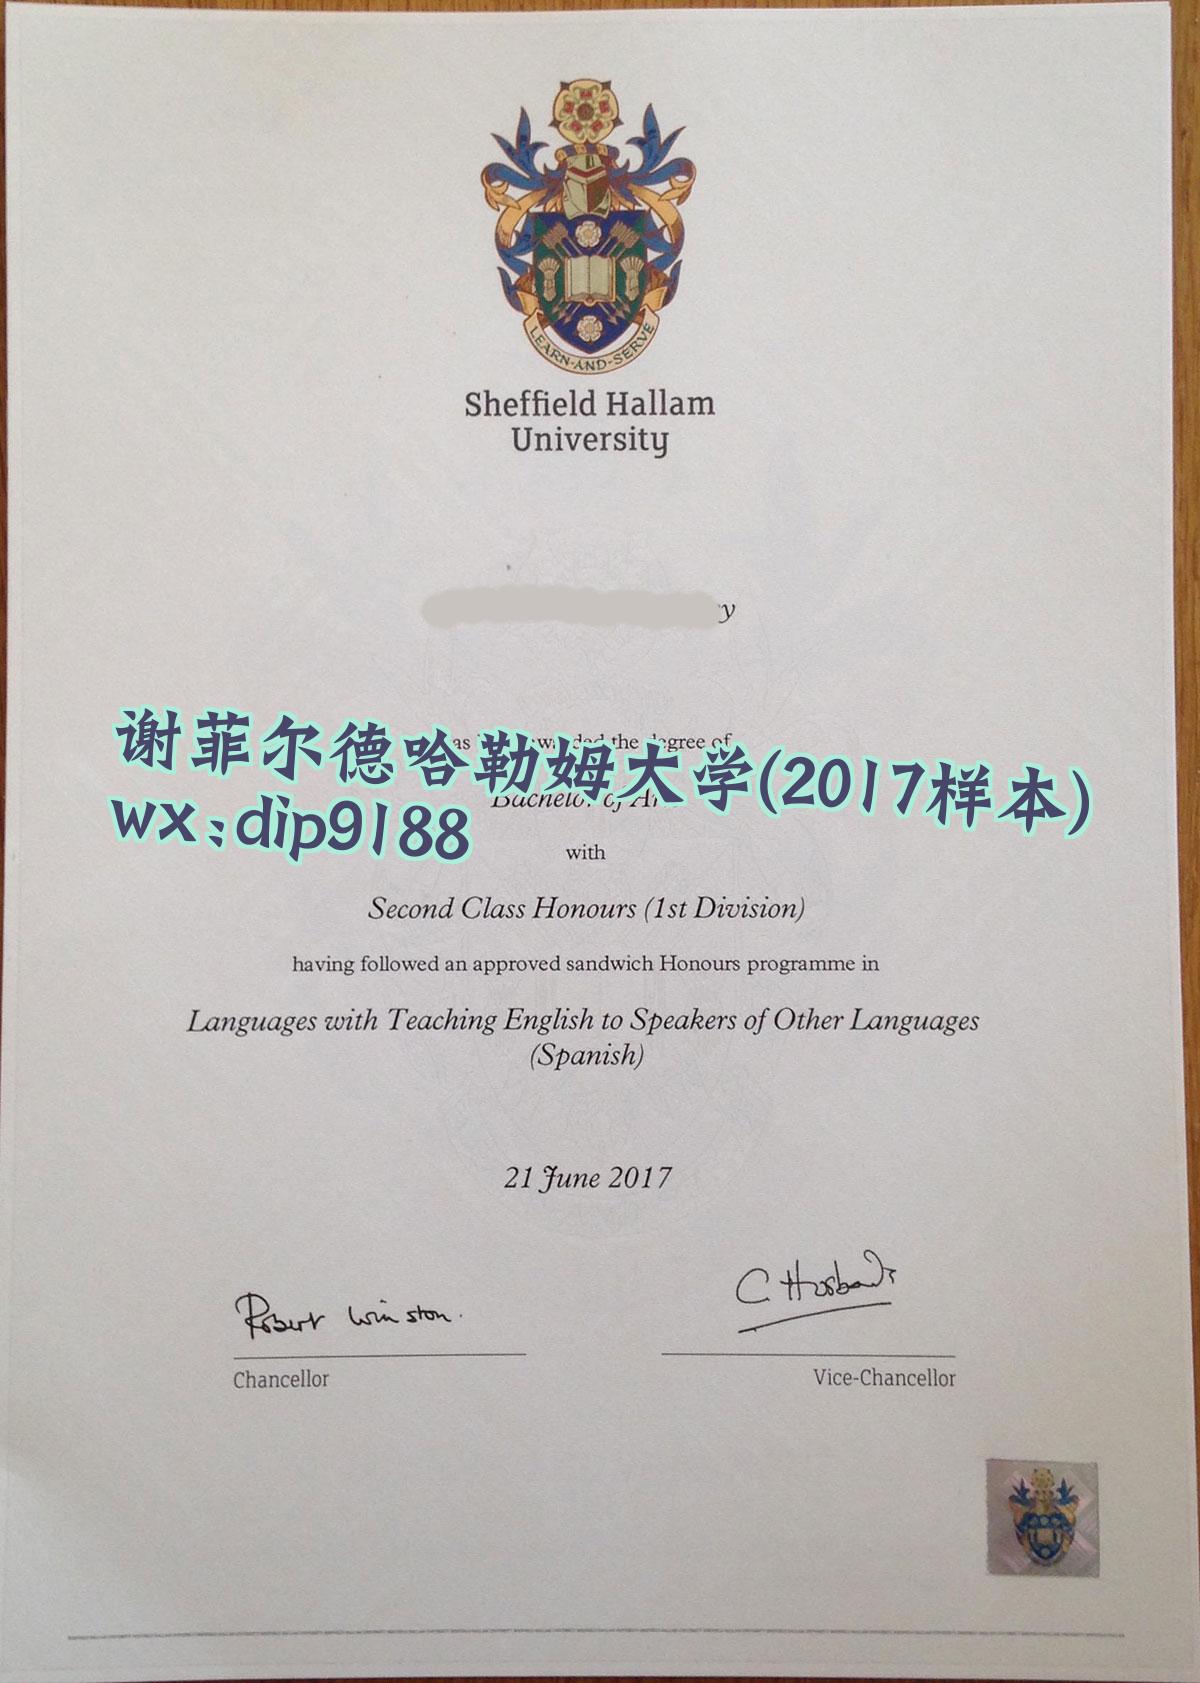 LEARN-AND-SERVE
Sheffield Hallam
University
y
the degree of
谢菲尔德哈勒姆大学(2017样本)
of
wx:dip9188
with
Second Class Honours (1st Division)
having followed an approved sandwich Honours programme in
Languages with Teaching English to Speakers of Other Languages
(Spanish)
21 June 2017
Robert Winston.
C Husbands
Chancellor
Vice-Chancellor